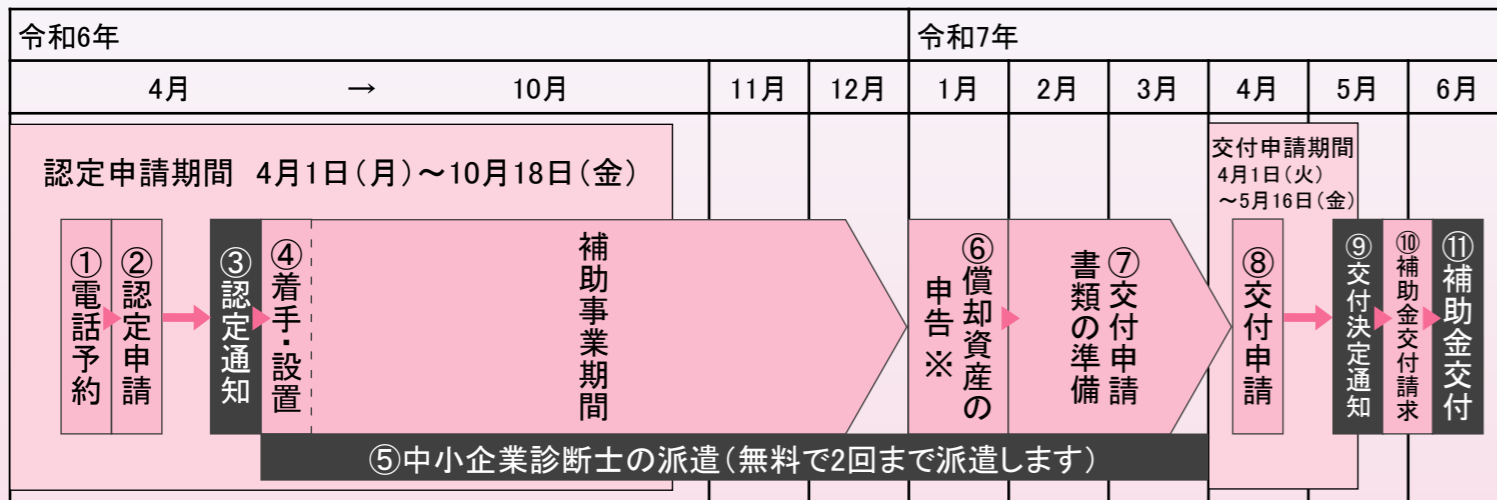 令和6年
令和7年
4月 → 10月 11月 12月 1月 2月 3月 4月 5月 6月
認定申請期間 4月1日(月)～10月18日(金)
交付申請期間
4月1日(火)
～5月16日(金)
①電話予約
②認定申請
③認定通知
④着手・設置
補助事業期間
⑥償却資産の
申告※
⑦交付申請
書類の準備
⑧交付申請
⑨交付決定通知
⑩補助金交付請求
⑪補助金交付
⑤中小企業診断士の派遣(無料で2回まで派遣します)